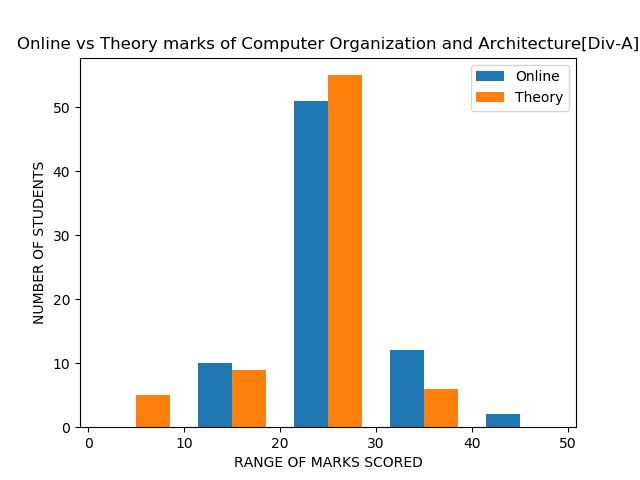 Online vs Theory marks of Computer Organization and Architecture[Div-A]
Online
Theory
NUMBER OF STUDENTS
50
40
30
20
10
0
0 10 20 30 40 50
RANGE OF MARKS SCORED